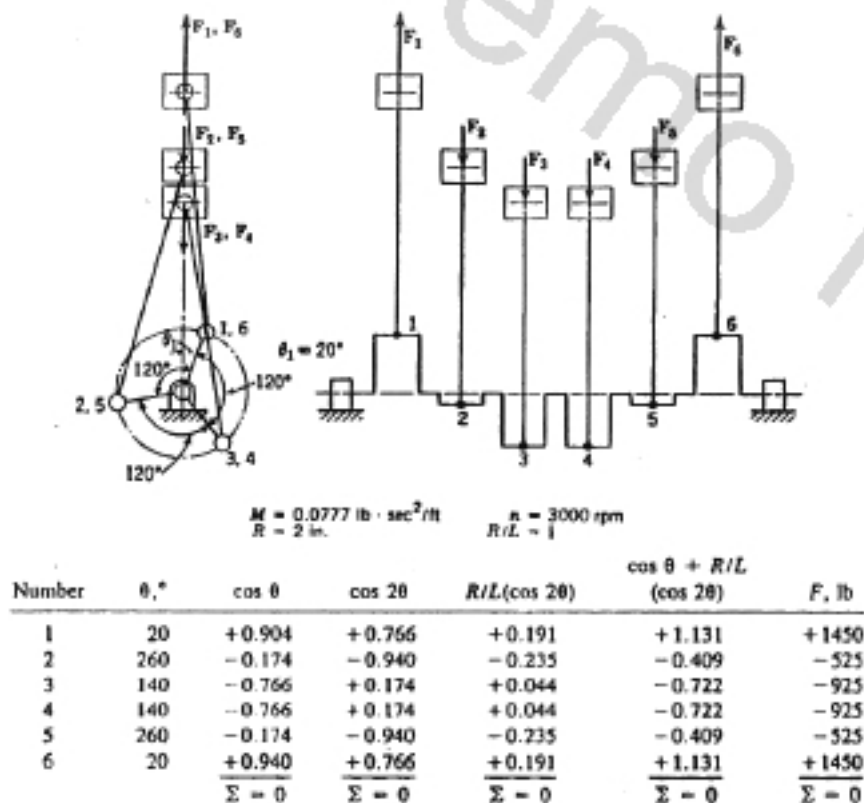 emo
F₁, F₆
F₁
F₆
F₂, F₅
F₂
F₅
F₃
F₄
F₃, F₄
1, 6
1
6
θ₁
θ₁ = 20°
120°
120°
2, 5
2
5
3, 4
3
4
120°
M = 0.0777 lb · sec²/ft n = 3000 rpm
R = 2 in. R/L =
Number θ,° cos θ cos 2θ R/L(cos 2θ) cos θ + R/L (cos 2θ) F, lb
1 20 +0.904 +0.766 +0.191 +1.131 +1450
2 260 −0.174 −0.940 −0.235 −0.409 −525
3 140 −0.766 +0.174 +0.044 −0.722 −925
4 140 −0.766 +0.174 +0.044 −0.722 −925
5 260 −0.174 −0.940 −0.235 −0.409 −525
6 20 +0.940 +0.766 +0.191 +1.131 +1450
Σ = 0 Σ = 0 Σ = 0 Σ = 0 Σ = 0